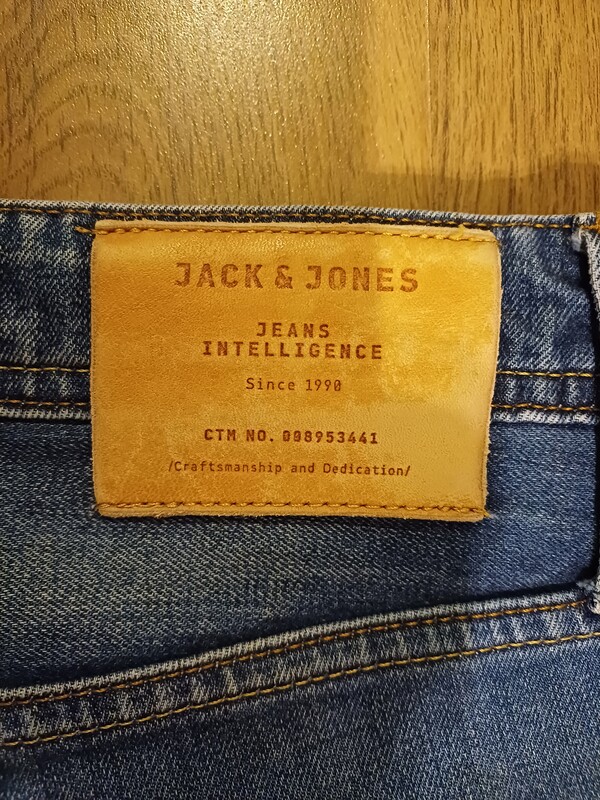 JACK & JONES
JEANS
INTELLIGENCE
Since 1990
CTM NO. 008953441
/Craftsmanship and Dedication/